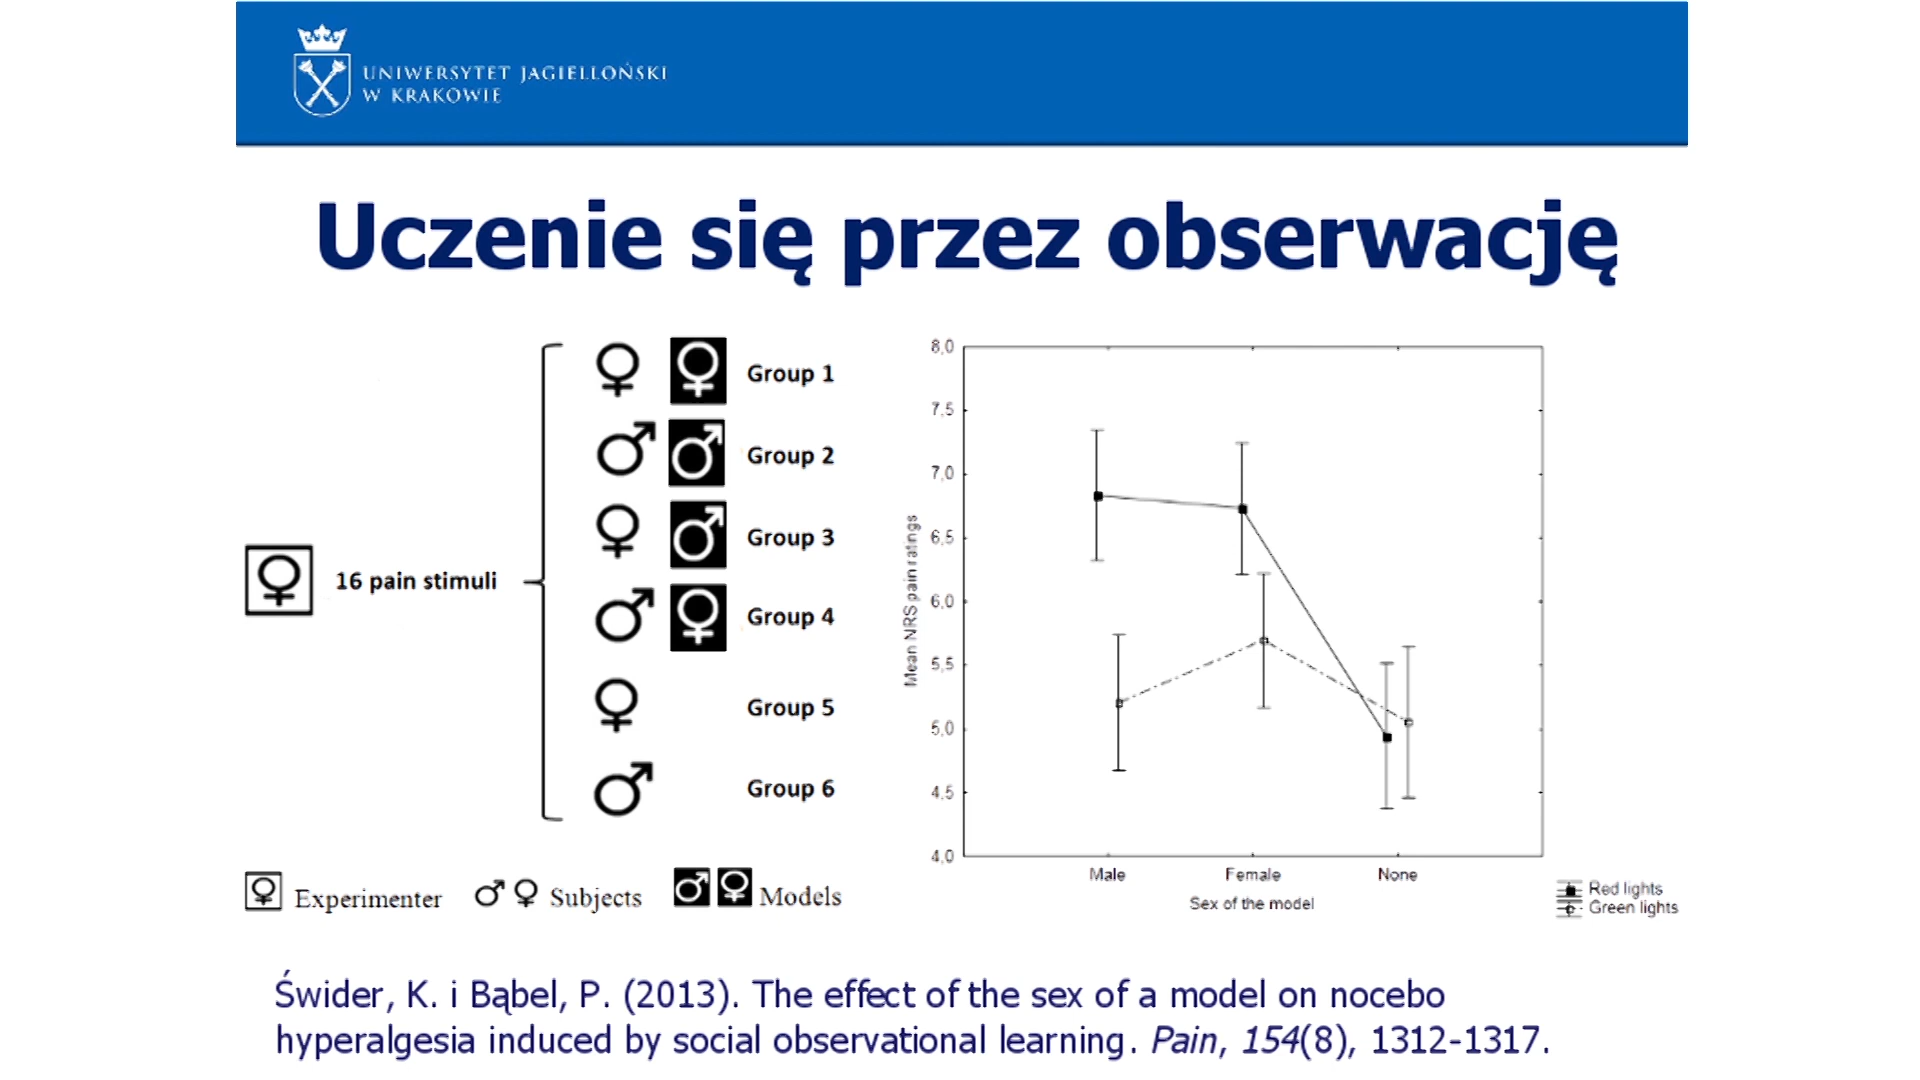 UNIWERSYTET JAGIELLOŃSKI
W KRAKOWIE
Uczenie się przez obserwację
16 pain stimuli
Group 1
Group 2
Group 3
Group 4
Group 5
Group 6
Experimenter
Subjects
Models
Mean NRS pain ratings
8,0
7,5
7,0
6,5
6,0
5,5
5,0
4,5
4,0
Male Female None
Sex of the model
Red lights
Green lights
Świder, K. i Bąbel, P. (2013). The effect of the sex of a model on nocebo
hyperalgesia induced by social observational learning. Pain, 154(8), 1312-1317.